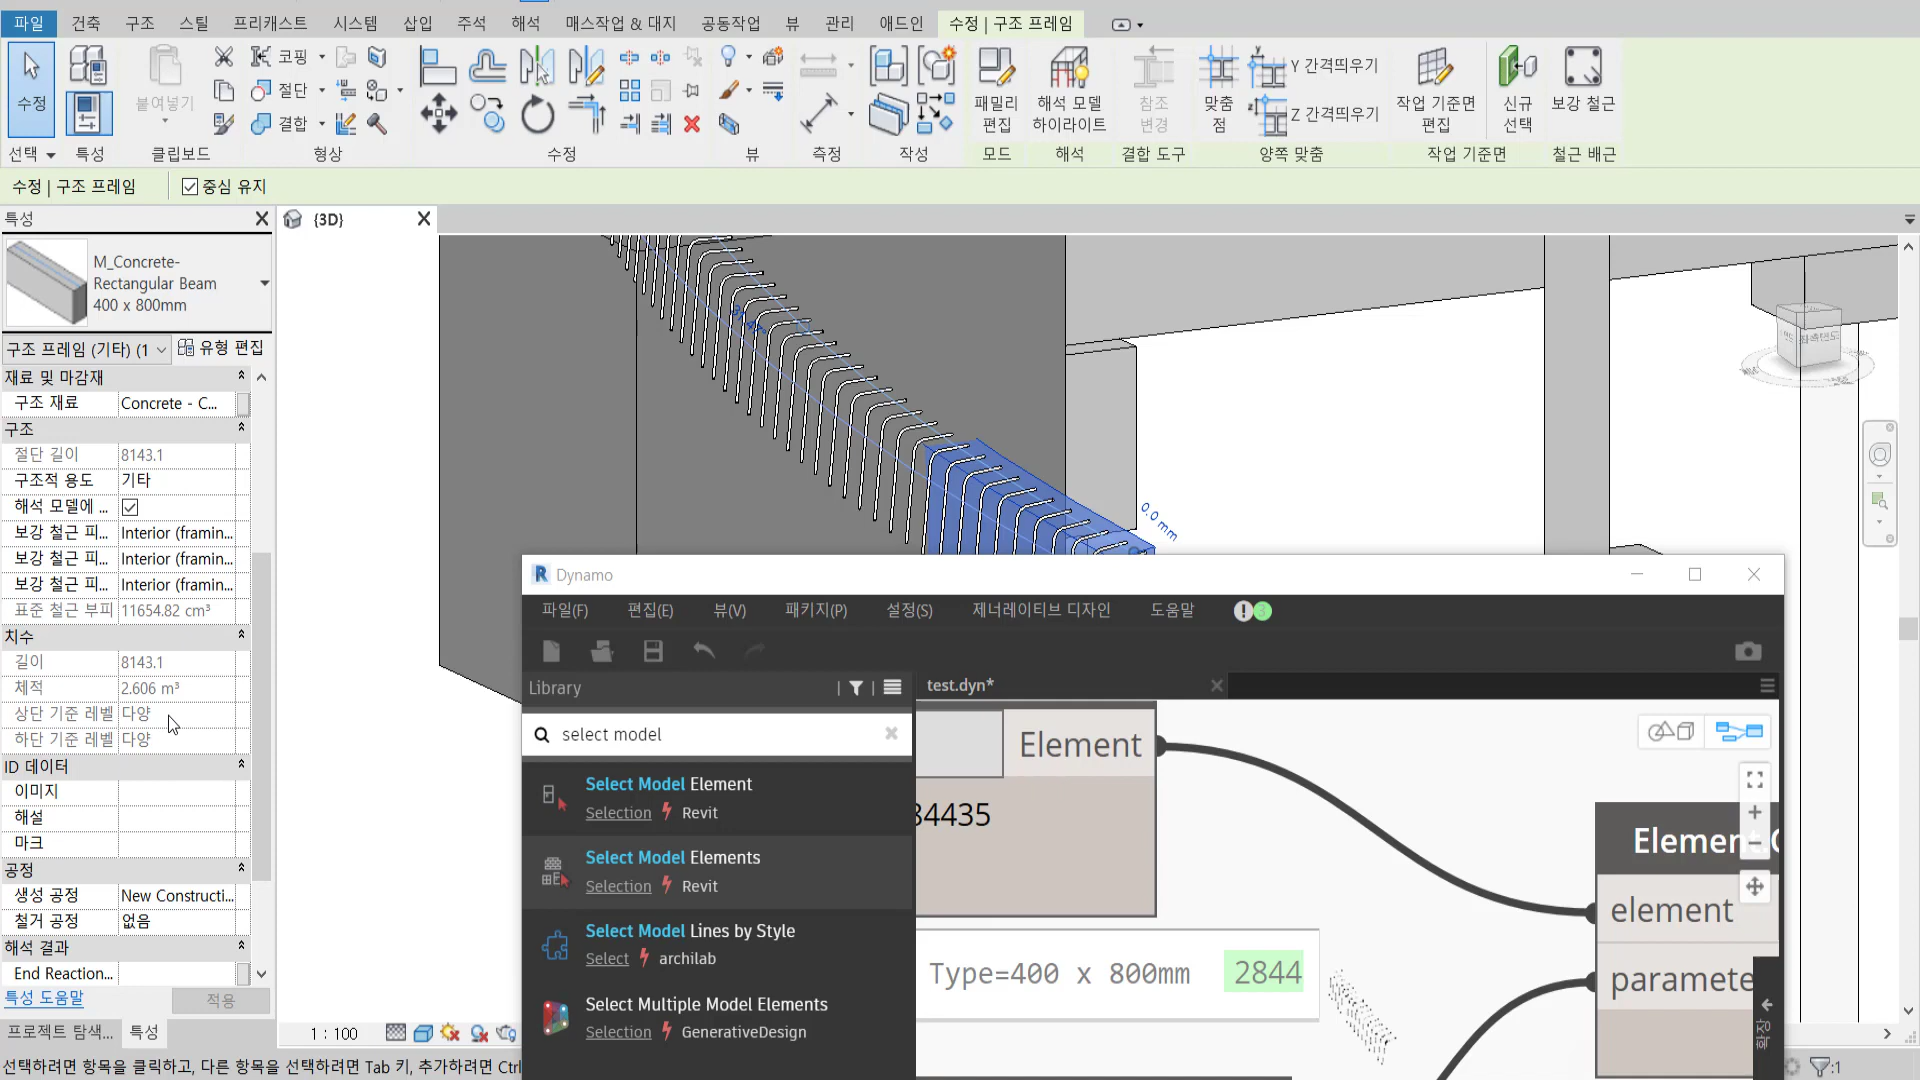 파일 건축 구조 스틸 프리캐스트 시스템 삽입 주석 해석 매스작업 & 대지 공동작업 뷰 관리 애드인 수정 | 구조 프레임
수정 붙여넣기 코핑 절단 결합
패밀리 편집 해석 모델 하이라이트 참조 변경 맞춤 점 Y 간격띄우기 Z 간격띄우기 작업 기준면 편집 신규 선택 보강 철근
선택 특성 클립보드 형상 수정 뷰 측정 작성 모드 해석 결합 도구 양쪽 맞춤 작업 기준면 철근 배근
수정 | 구조 프레임 중심 유지
특성
{3D}
M_Concrete-
Rectangular Beam
400 x 800mm
구조 프레임 (기타) (1 유형 편집
재료 및 마감재
구조 재료 Concrete - C...
구조
절단 길이 8143.1
구조적 용도 기타
해석 모델에 ...
보강 철근 피... Interior (framin...
보강 철근 피... Interior (framin...
보강 철근 피... Interior (framin...
표준 철근 부피 11654.82 cm³
치수
길이 8143.1
체적 2.606 m³
상단 기준 레벨 다양
하단 기준 레벨 다양
ID 데이터
이미지
해설
마크
공정
생성 공정 New Constructi...
철거 공정 없음
해석 결과
End Reaction...
특성 도움말 적용
프로젝트 탐색... 특성
1 : 100
선택하려면 항목을 클릭하고, 다른 항목을 선택하려면 Tab 키, 추가하려면 Ctrl
:1
0.0 mm
R Dynamo
파일(F) 편집(E) 뷰(V) 패키지(P) 설정(S) 제너레이티브 디자인 도움말
Library
test.dyn*
select model
Select Model Element
Selection Revit
Select Model Elements
Selection Revit
Select Model Lines by Style
Select archilab
Select Multiple Model Elements
Selection GenerativeDesign
Element
84435
Type=400 x 800mm 2844
Element.
element
paramete
확장